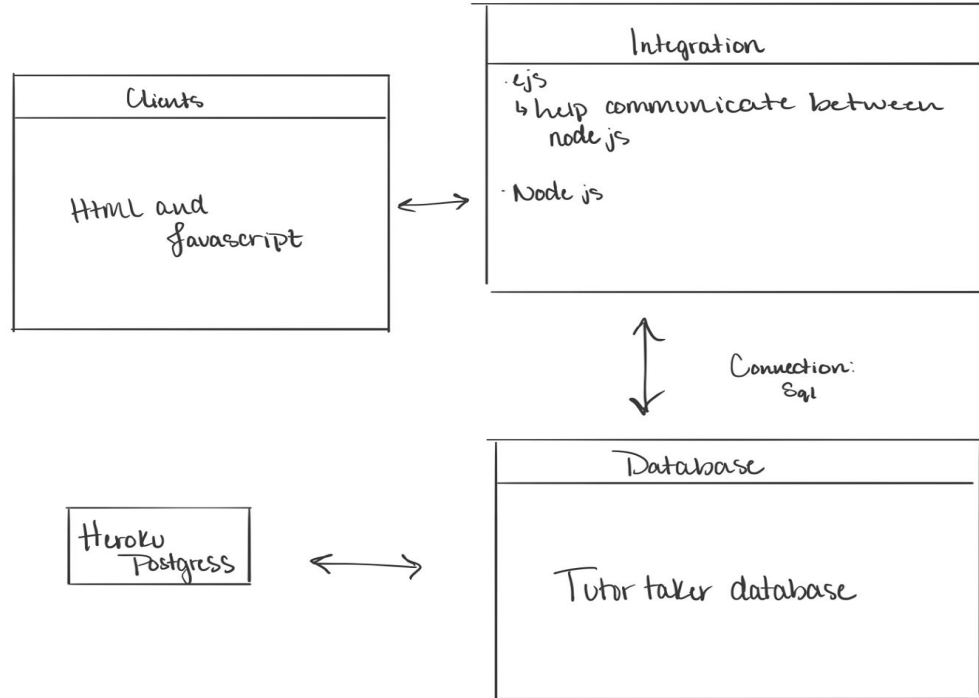 Clients
Html and
Javascript
Integration
· ejs
↳ help communicate between
node js
· Node js
Connection:
Sql
Heroku
Postgress
Database
Tutor taker database